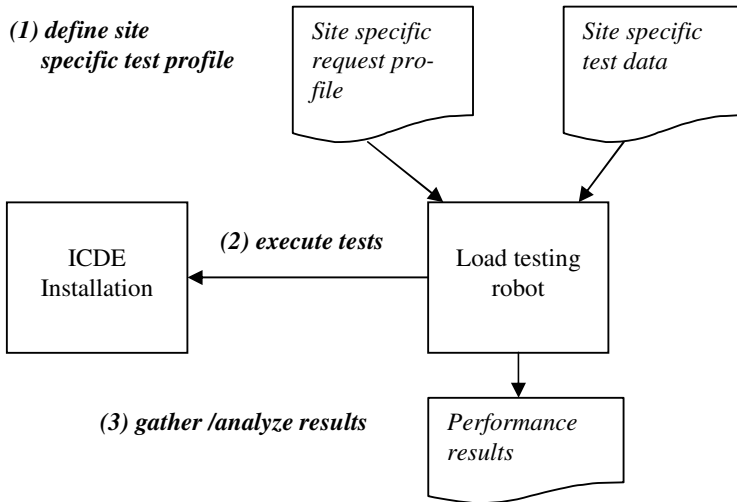 (1) define site
specific test profile
Site specific
request pro-
file
Site specific
test data
ICDE
Installation
(2) execute tests
Load testing
robot
(3) gather /analyze results
Performance
results